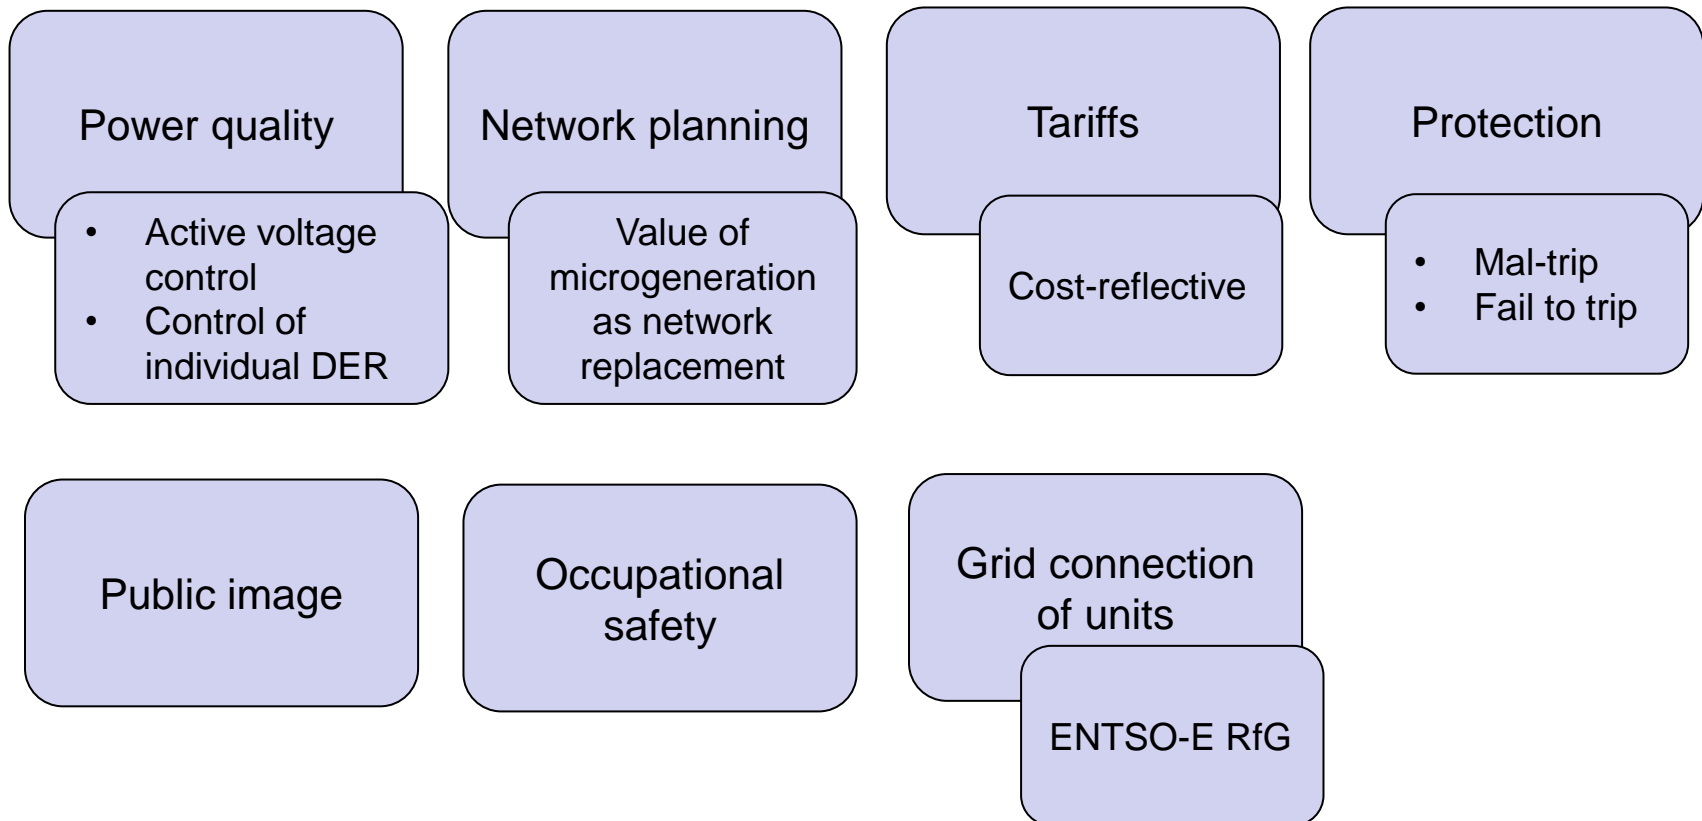 Power quality
• Active voltage
control
• Control of
individual DER
Network planning
Value of
microgeneration
as network
replacement
Tariffs
Cost-reflective
Protection
• Mal-trip
• Fail to trip
Public image
Occupational
safety
Grid connection
of units
ENTSO-E RfG